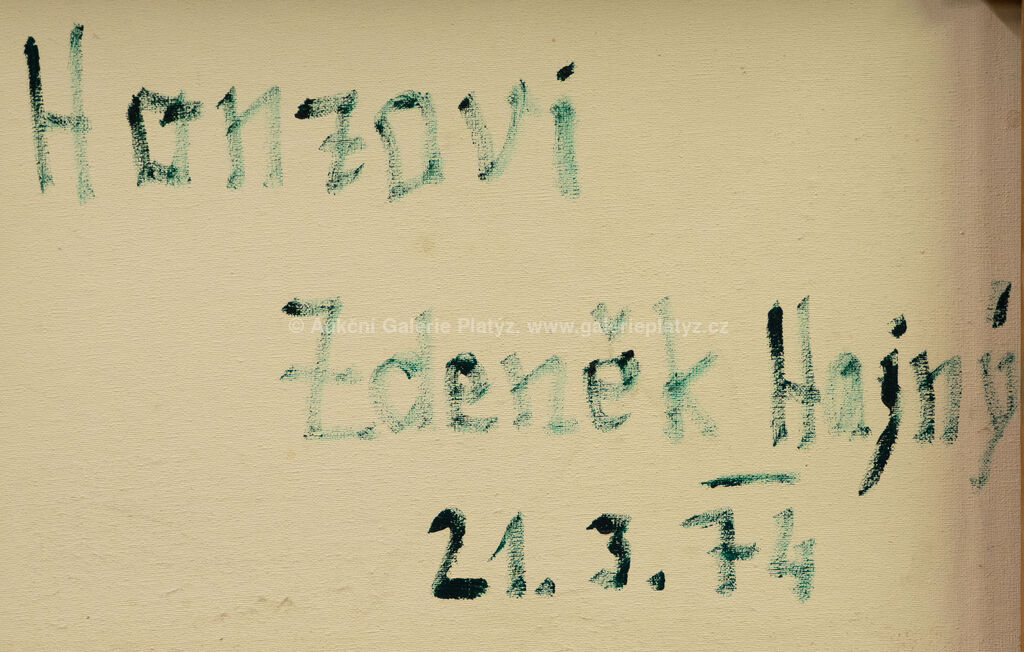 Honzovi
© Aukční Galerie Platýz, www.galerieplatyz.cz
Zdeněk Hajný
21.3.74